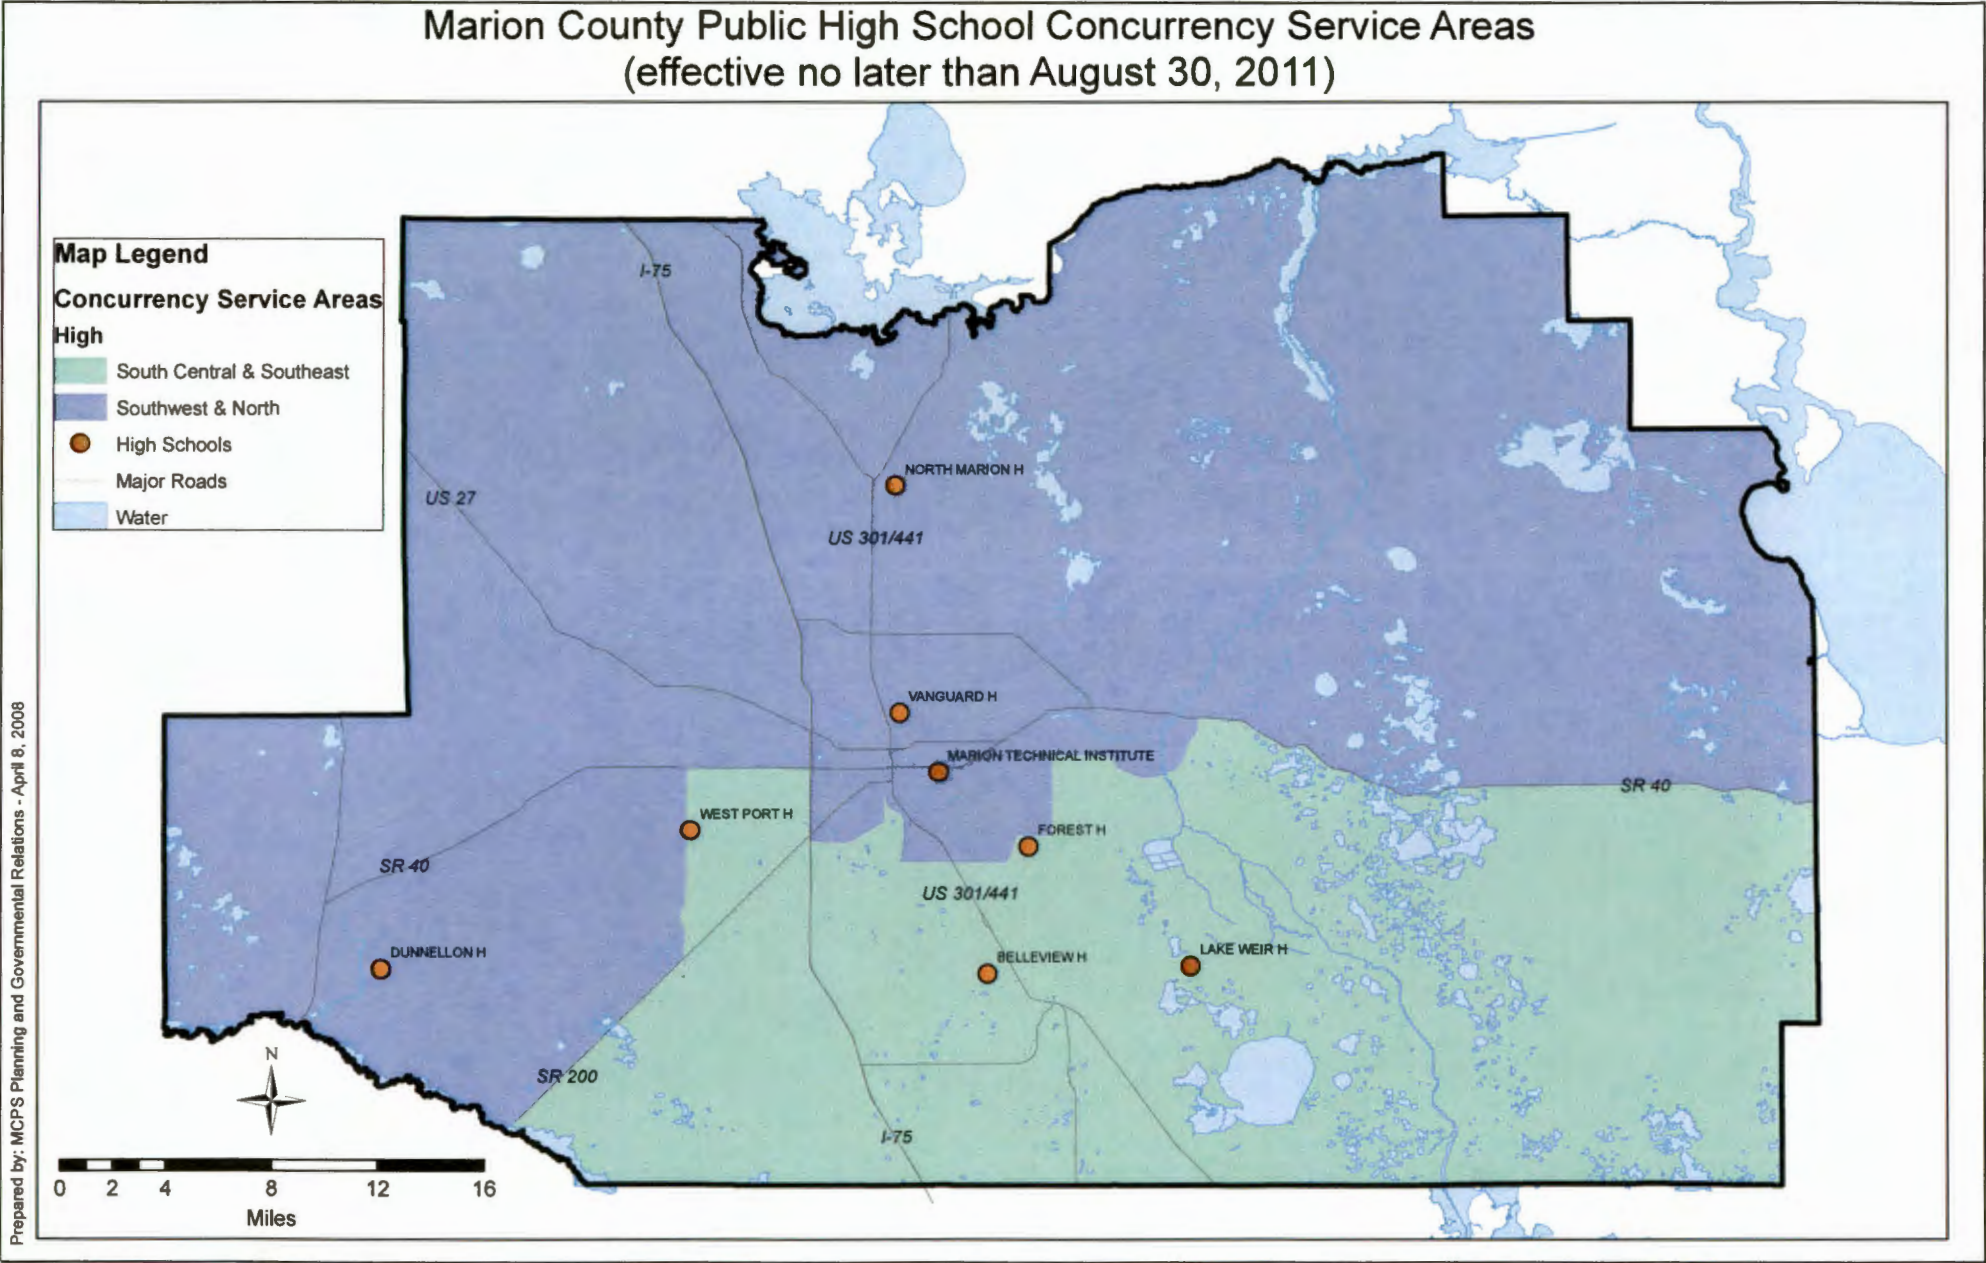 Marion County Public High School Concurrency Service Areas
(effective no later than August 30, 2011)
Map Legend
Concurrency Service Areas
High
South Central & Southeast
Southwest & North
High Schools
Major Roads
Water
I-75
US 27
NORTH MARION H
US 301/441
VANGUARD H
MARION TECHNICAL INSTITUTE
SR 40
WEST PORT H
FOREST H
SR 40
US 301/441
DUNNELLON H
BELLEVIEW H
LAKE WEIR H
SR 200
I-75
N
0 2 4 8 12 16
Miles
Prepared by: MCPS Planning and Governmental Relations - April 8, 2008